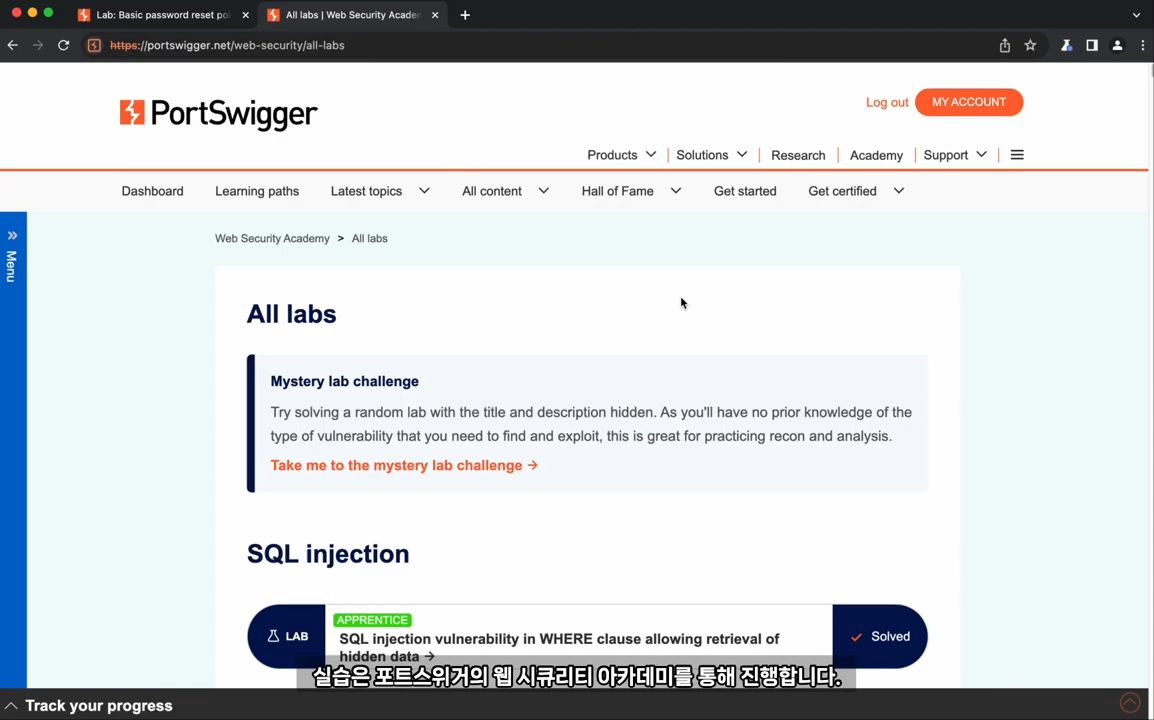 Lab: Basic password reset poi
All labs | Web Security Academ
https://portswigger.net/web-security/all-labs
PortSwigger
Log out
MY ACCOUNT
Products
Solutions
Research
Academy
Support
Dashboard
Learning paths
Latest topics
All content
Hall of Fame
Get started
Get certified
Menu
Web Security Academy > All labs
All labs
Mystery lab challenge
Try solving a random lab with the title and description hidden. As you'll have no prior knowledge of the
type of vulnerability that you need to find and exploit, this is great for practicing recon and analysis.
Take me to the mystery lab challenge →
SQL injection
LAB
APPRENTICE
SQL injection vulnerability in WHERE clause allowing retrieval of
hidden data →
Solved
실습은 포트스위거의 웹 시큐리티 아카데미를 통해 진행합니다.
Track your progress